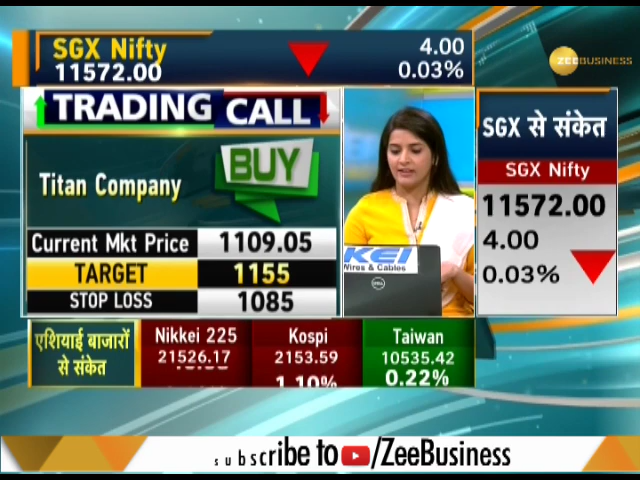 SGX Nifty
11572.00
4.00
0.03%
ZEEBUSINESS
TRADING CALL
Titan Company
BUY
Current Mkt Price 1109.05
TARGET 1155
STOP LOSS 1085
KEI
Wires & Cables
DELL
SGX से संकेत
SGX Nifty
11572.00
4.00
0.03%
एशियाई बाजारों
से संकेत
Nikkei 225
21526.17
Kospi
2153.59
1.10%
Taiwan
10535.42
0.22%
subscribe to /ZeeBusiness